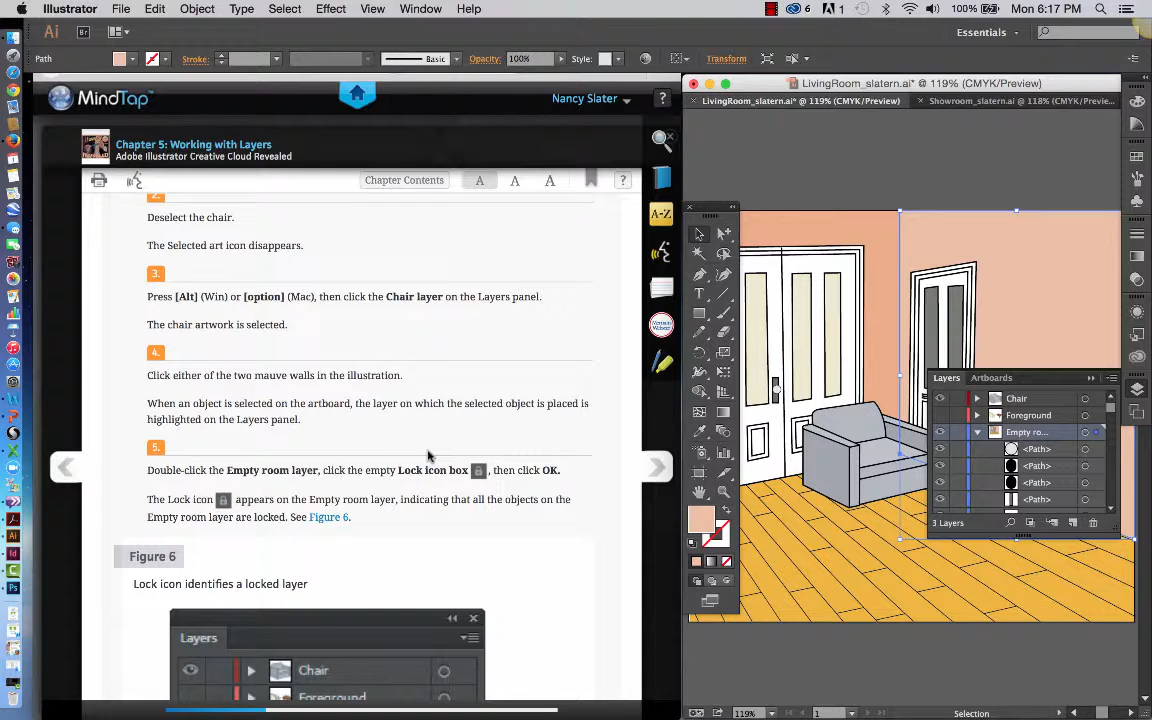 Illustrator File Edit Object Type Select Effect View Window Help
6 1 100% Mon 6:17 PM
Ai Br Essentials
Path Stroke: Basic Opacity: 100% Style: Transform
MindTap Nancy Slater ?
LivingRoom_slatern.ai* @ 119% (CMYK/Preview)
LivingRoom_slatern.ai* @ 119% (CMYK/Preview) Showroom_slatern.ai @ 118% (CMYK/Previe...
Chapter 5: Working with Layers
Adobe Illustrator Creative Cloud Revealed
Chapter Contents A A A ?
A-Z
2.
Deselect the chair.
The Selected art icon disappears.
3.
Press [Alt] (Win) or [option] (Mac), then click the Chair layer on the Layers panel.
The chair artwork is selected.
4.
Click either of the two mauve walls in the illustration.
When an object is selected on the artboard, the layer on which the selected object is placed is
highlighted on the Layers panel.
5.
Double-click the Empty room layer, click the empty Lock icon box , then click OK.
The Lock icon appears on the Empty room layer, indicating that all the objects on the
Empty room layer are locked. See Figure 6.
Figure 6
Lock icon identifies a locked layer
Layers
Chair
Foreground
Layers Artboards
Chair
Foreground
Empty ro...
<Path>
<Path>
<Path>
<Path>
3 Layers
119% 1 Selection